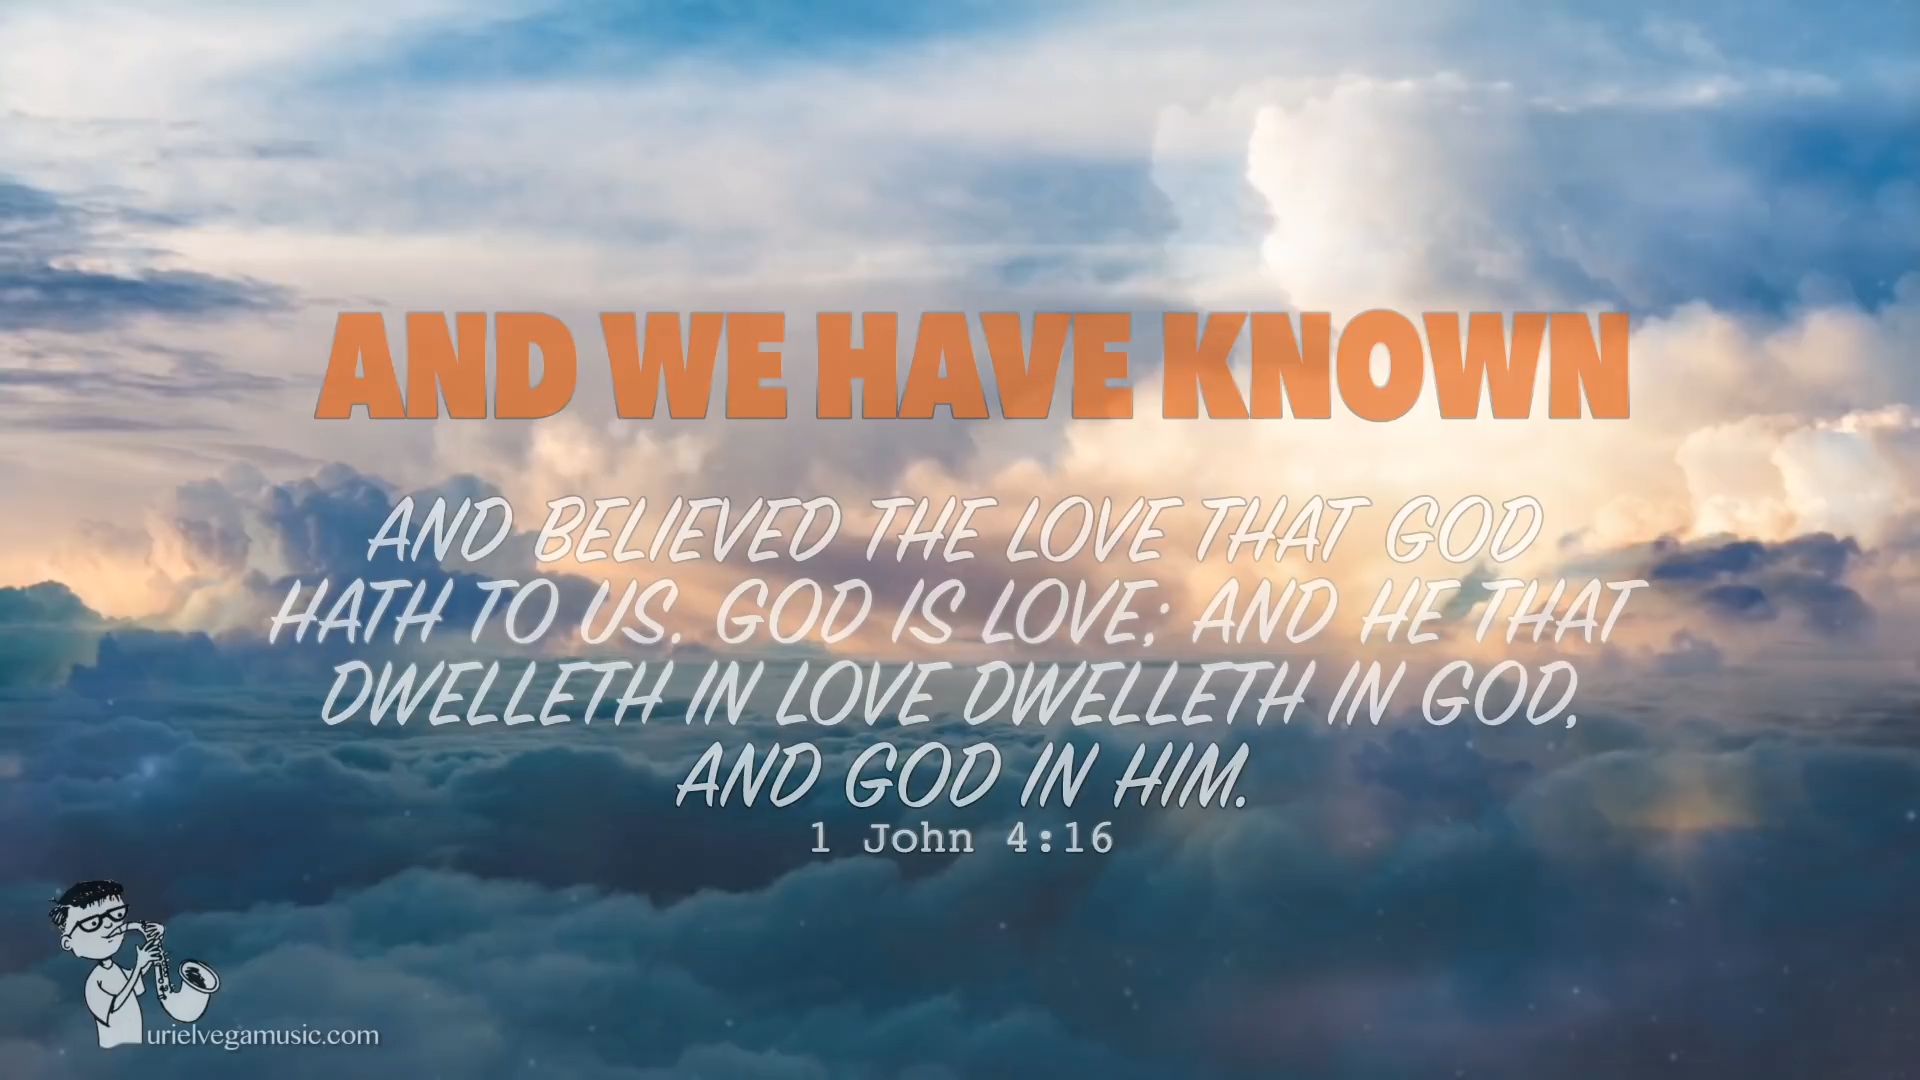 AND WE HAVE KNOWN
AND BELIEVED THE LOVE THAT GOD
HATH TO US. GOD IS LOVE; AND HE THAT
DWELLETH IN LOVE DWELLETH IN GOD,
AND GOD IN HIM.
1 John 4:16
urielvegamusic.com